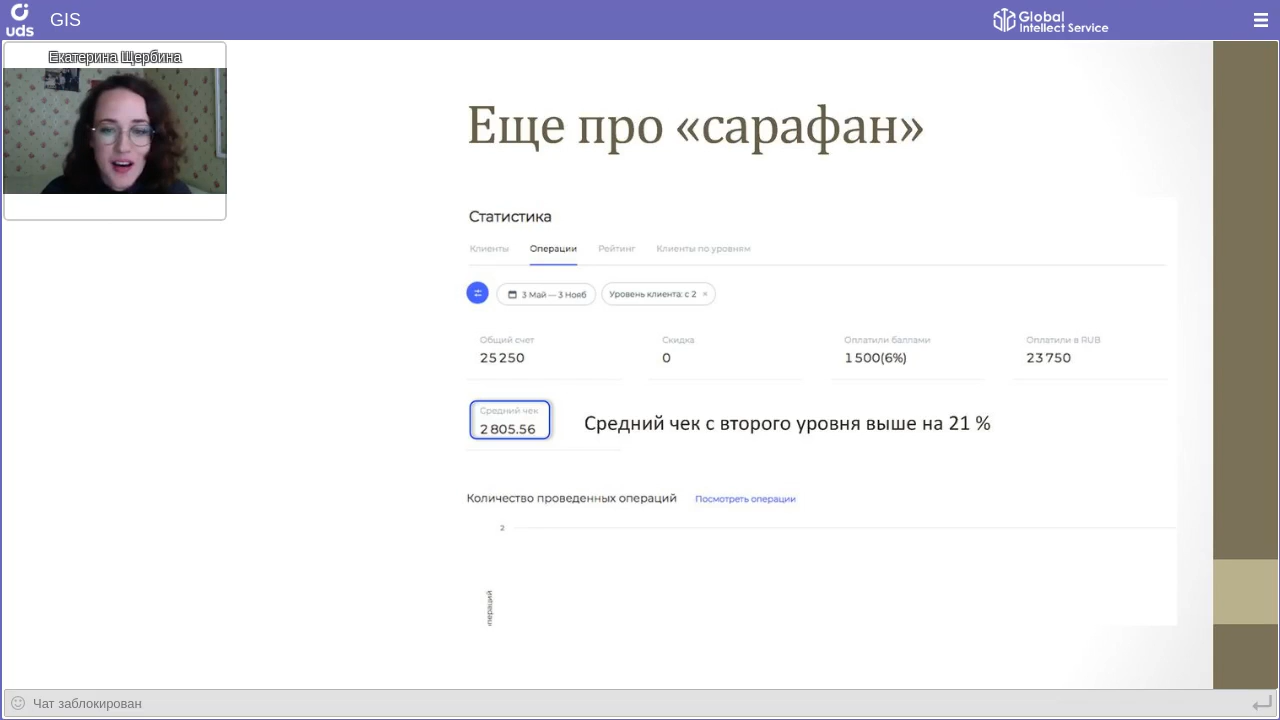 uds
GIS
Global
Intellect Service
Екатерина Щербина
Еще про «сарафан»
Статистика
Клиенты Операции Рейтинг Клиенты по уровням
3 Май — 3 Нояб Уровень клиента: с 2 ×
Общий счет Скидка Оплатили баллами Оплатили в RUB
25 250 0 1 500(6%) 23 750
Средний чек
2 805.56
Средний чек с второго уровня выше на 21 %
Количество проведенных операций Посмотреть операции
2
Чат заблокирован